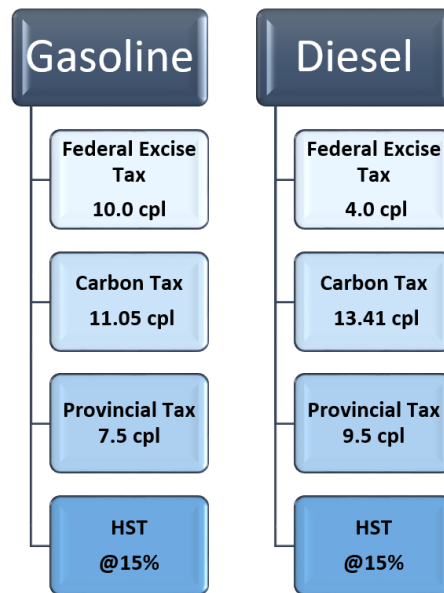 Gasoline
Federal Excise
Tax
10.0 cpl
Carbon Tax
11.05 cpl
Provincial Tax
7.5 cpl
HST
@15%
Diesel
Federal Excise
Tax
4.0 cpl
Carbon Tax
13.41 cpl
Provincial Tax
9.5 cpl
HST
@15%